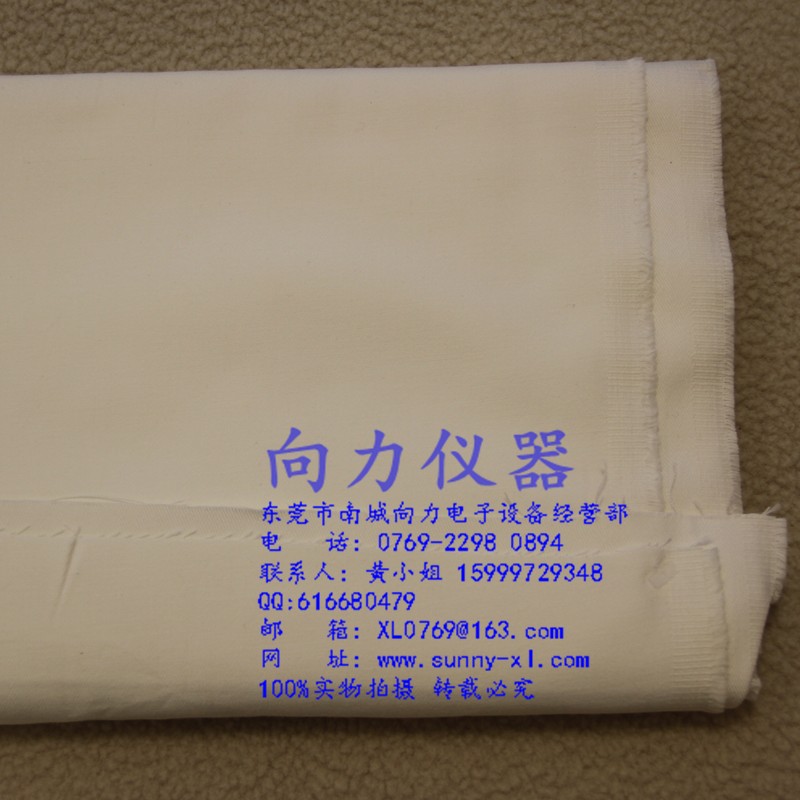 向力仪器
东莞市南城向力电子设备经营部
电 话: 0769-2298 0894
联系人: 黄小姐 15999729348
QQ:616680479
邮 箱: XL0769@163.com
网 址: www.sunny-xl.com
100%实物拍摄 转载必究